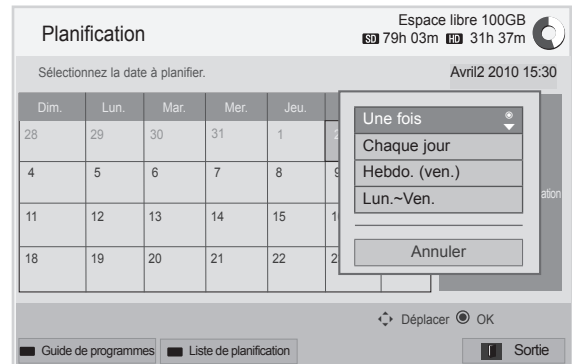 Planification
Espace libre 100GB
SD 79h 03m HD 31h 37m
Sélectionnez la date à planifier.
Avril2 2010 15:30
Dim. Lun. Mar. Mer. Jeu.
28 29 30 31 1
4 5 6 7 8
11 12 13 14 15
18 19 20 21 22
Une fois
Chaque jour
Hebdo. (ven.)
Lun.~Ven.
Annuler
Déplacer OK
Guide de programmes Liste de planification Sortie